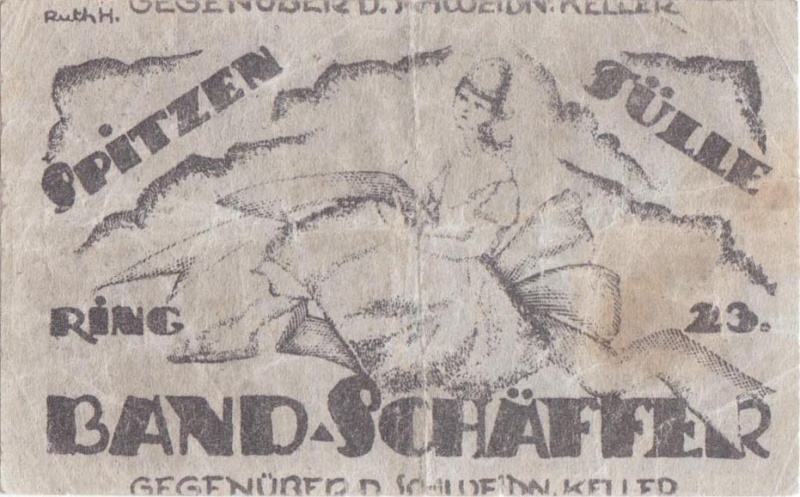 GEGENÜBER D. SCHWEIDN. KELLER
Ruth H.
SPiTZEN
TÜLLE
RiNG 23.
BAND-SCHÄFFER
GEGENÜBER D. SCHWEIDN. KELLER